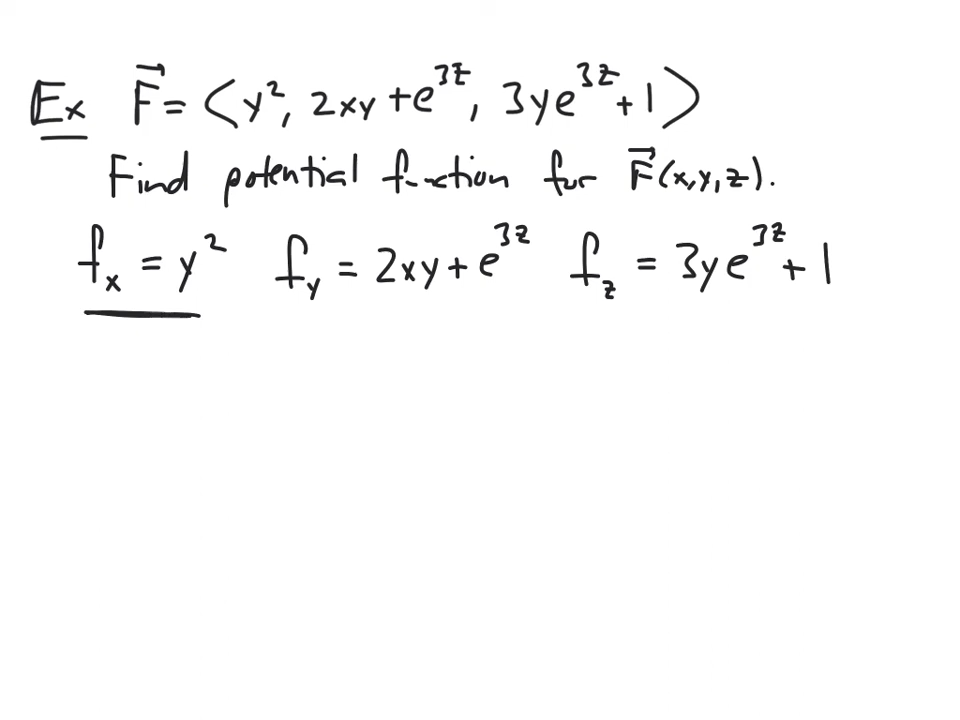 Ex F⃗ = ⟨y², 2xy + e^{3z}, 3ye^{3z} + 1⟩
Find potential function for F⃗(x,y,z).
f_x = y² f_y = 2xy + e^{3z} f_z = 3ye^{3z} + 1